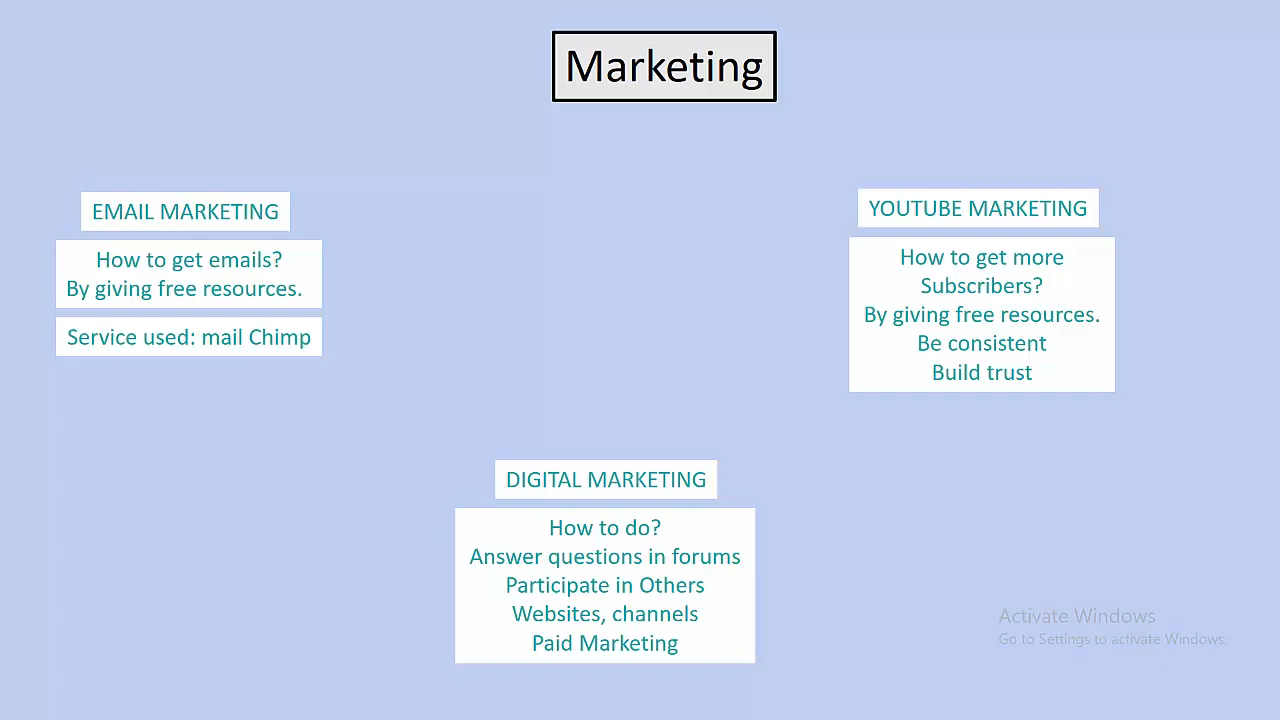 Marketing
EMAIL MARKETING
How to get emails?
By giving free resources.
Service used: mail Chimp
YOUTUBE MARKETING
How to get more
Subscribers?
By giving free resources.
Be consistent
Build trust
DIGITAL MARKETING
How to do?
Answer questions in forums
Participate in Others
Websites, channels
Paid Marketing
Activate Windows
Go to Settings to activate Windows.